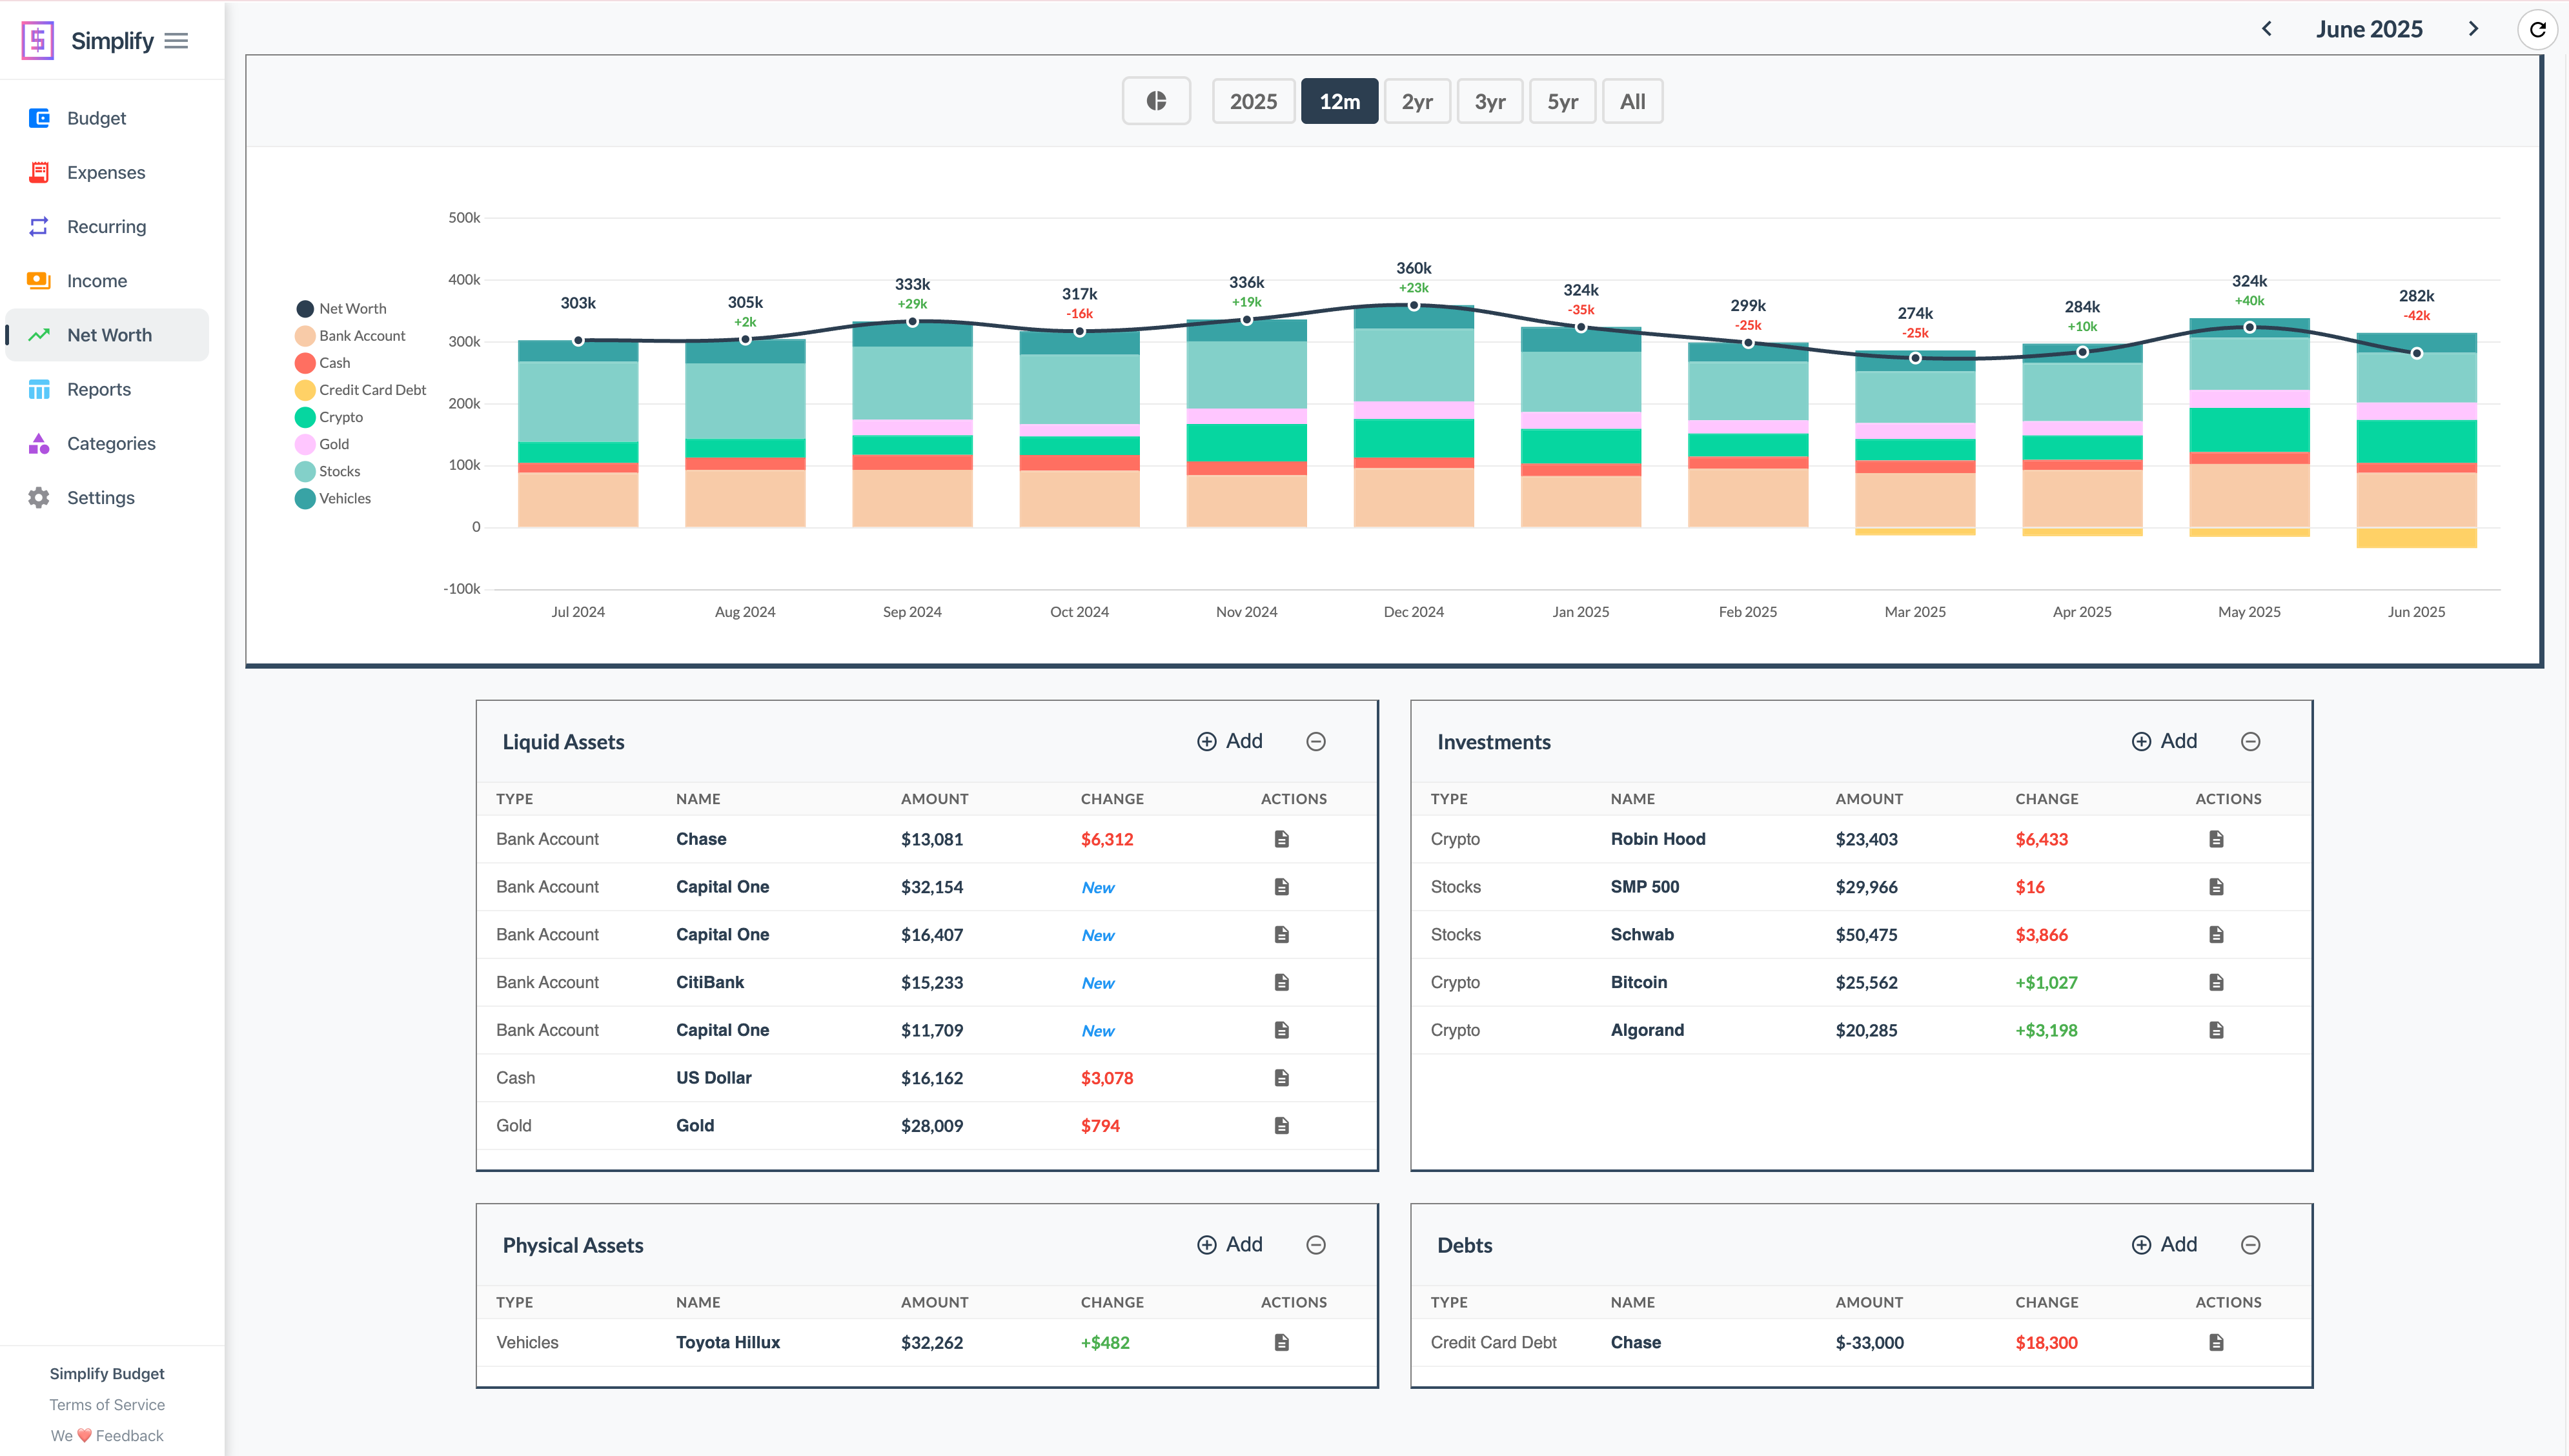 Simplify
June 2025
Budget
Expenses
Recurring
Income
Net Worth
Reports
Categories
Settings
2025 12m 2yr 3yr 5yr All
Net Worth
Bank Account
Cash
Credit Card Debt
Crypto
Gold
Stocks
Vehicles
500k
400k
300k
200k
100k
0
-100k
303k
305k
+2k
333k
+29k
317k
-16k
336k
+19k
360k
+23k
324k
-35k
299k
-25k
274k
-25k
284k
+10k
324k
+40k
282k
-42k
Jul 2024 Aug 2024 Sep 2024 Oct 2024 Nov 2024 Dec 2024 Jan 2025 Feb 2025 Mar 2025 Apr 2025 May 2025 Jun 2025
Liquid Assets Add
TYPE NAME AMOUNT CHANGE ACTIONS
Bank Account Chase $13,081 $6,312
Bank Account Capital One $32,154 New
Bank Account Capital One $16,407 New
Bank Account CitiBank $15,233 New
Bank Account Capital One $11,709 New
Cash US Dollar $16,162 $3,078
Gold Gold $28,009 $794
Investments Add
TYPE NAME AMOUNT CHANGE ACTIONS
Crypto Robin Hood $23,403 $6,433
Stocks SMP 500 $29,966 $16
Stocks Schwab $50,475 $3,866
Crypto Bitcoin $25,562 +$1,027
Crypto Algorand $20,285 +$3,198
Physical Assets Add
TYPE NAME AMOUNT CHANGE ACTIONS
Vehicles Toyota Hillux $32,262 +$482
Debts Add
TYPE NAME AMOUNT CHANGE ACTIONS
Credit Card Debt Chase $-33,000 $18,300
Simplify Budget
Terms of Service
We ❤️ Feedback